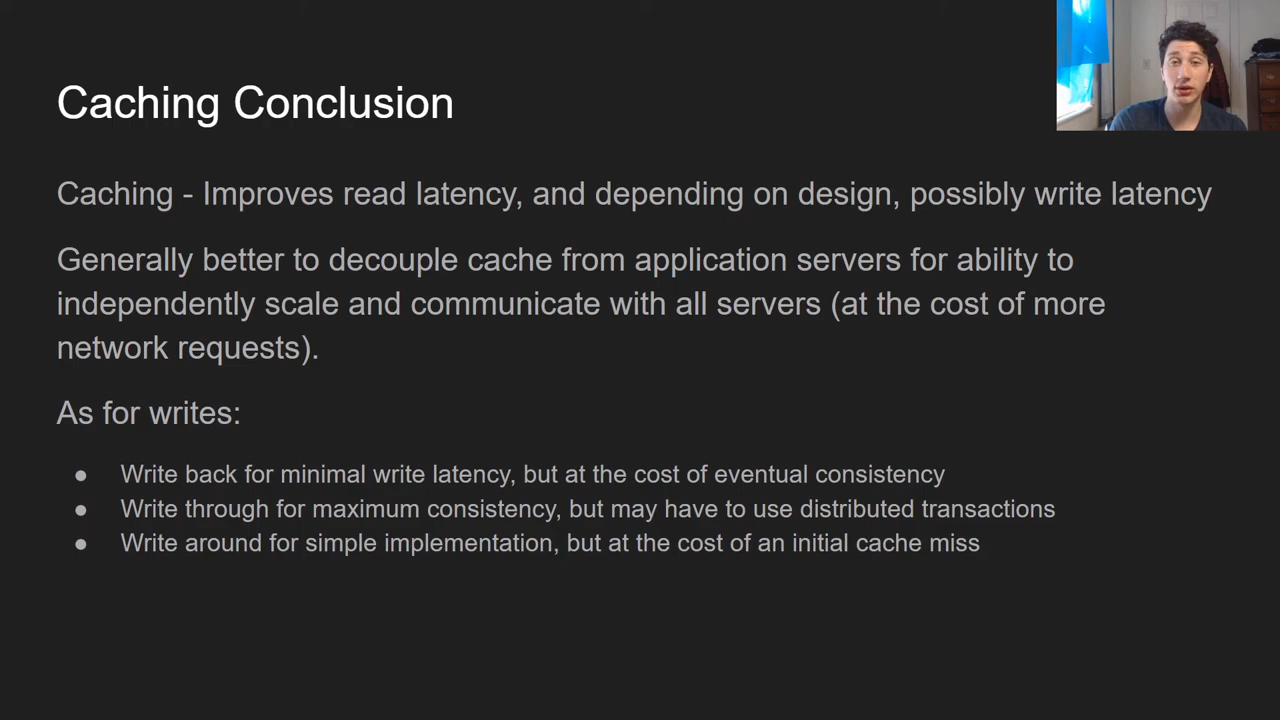 Caching Conclusion
Caching - Improves read latency, and depending on design, possibly write latency
Generally better to decouple cache from application servers for ability to
independently scale and communicate with all servers (at the cost of more
network requests).
As for writes:
● Write back for minimal write latency, but at the cost of eventual consistency
● Write through for maximum consistency, but may have to use distributed transactions
● Write around for simple implementation, but at the cost of an initial cache miss